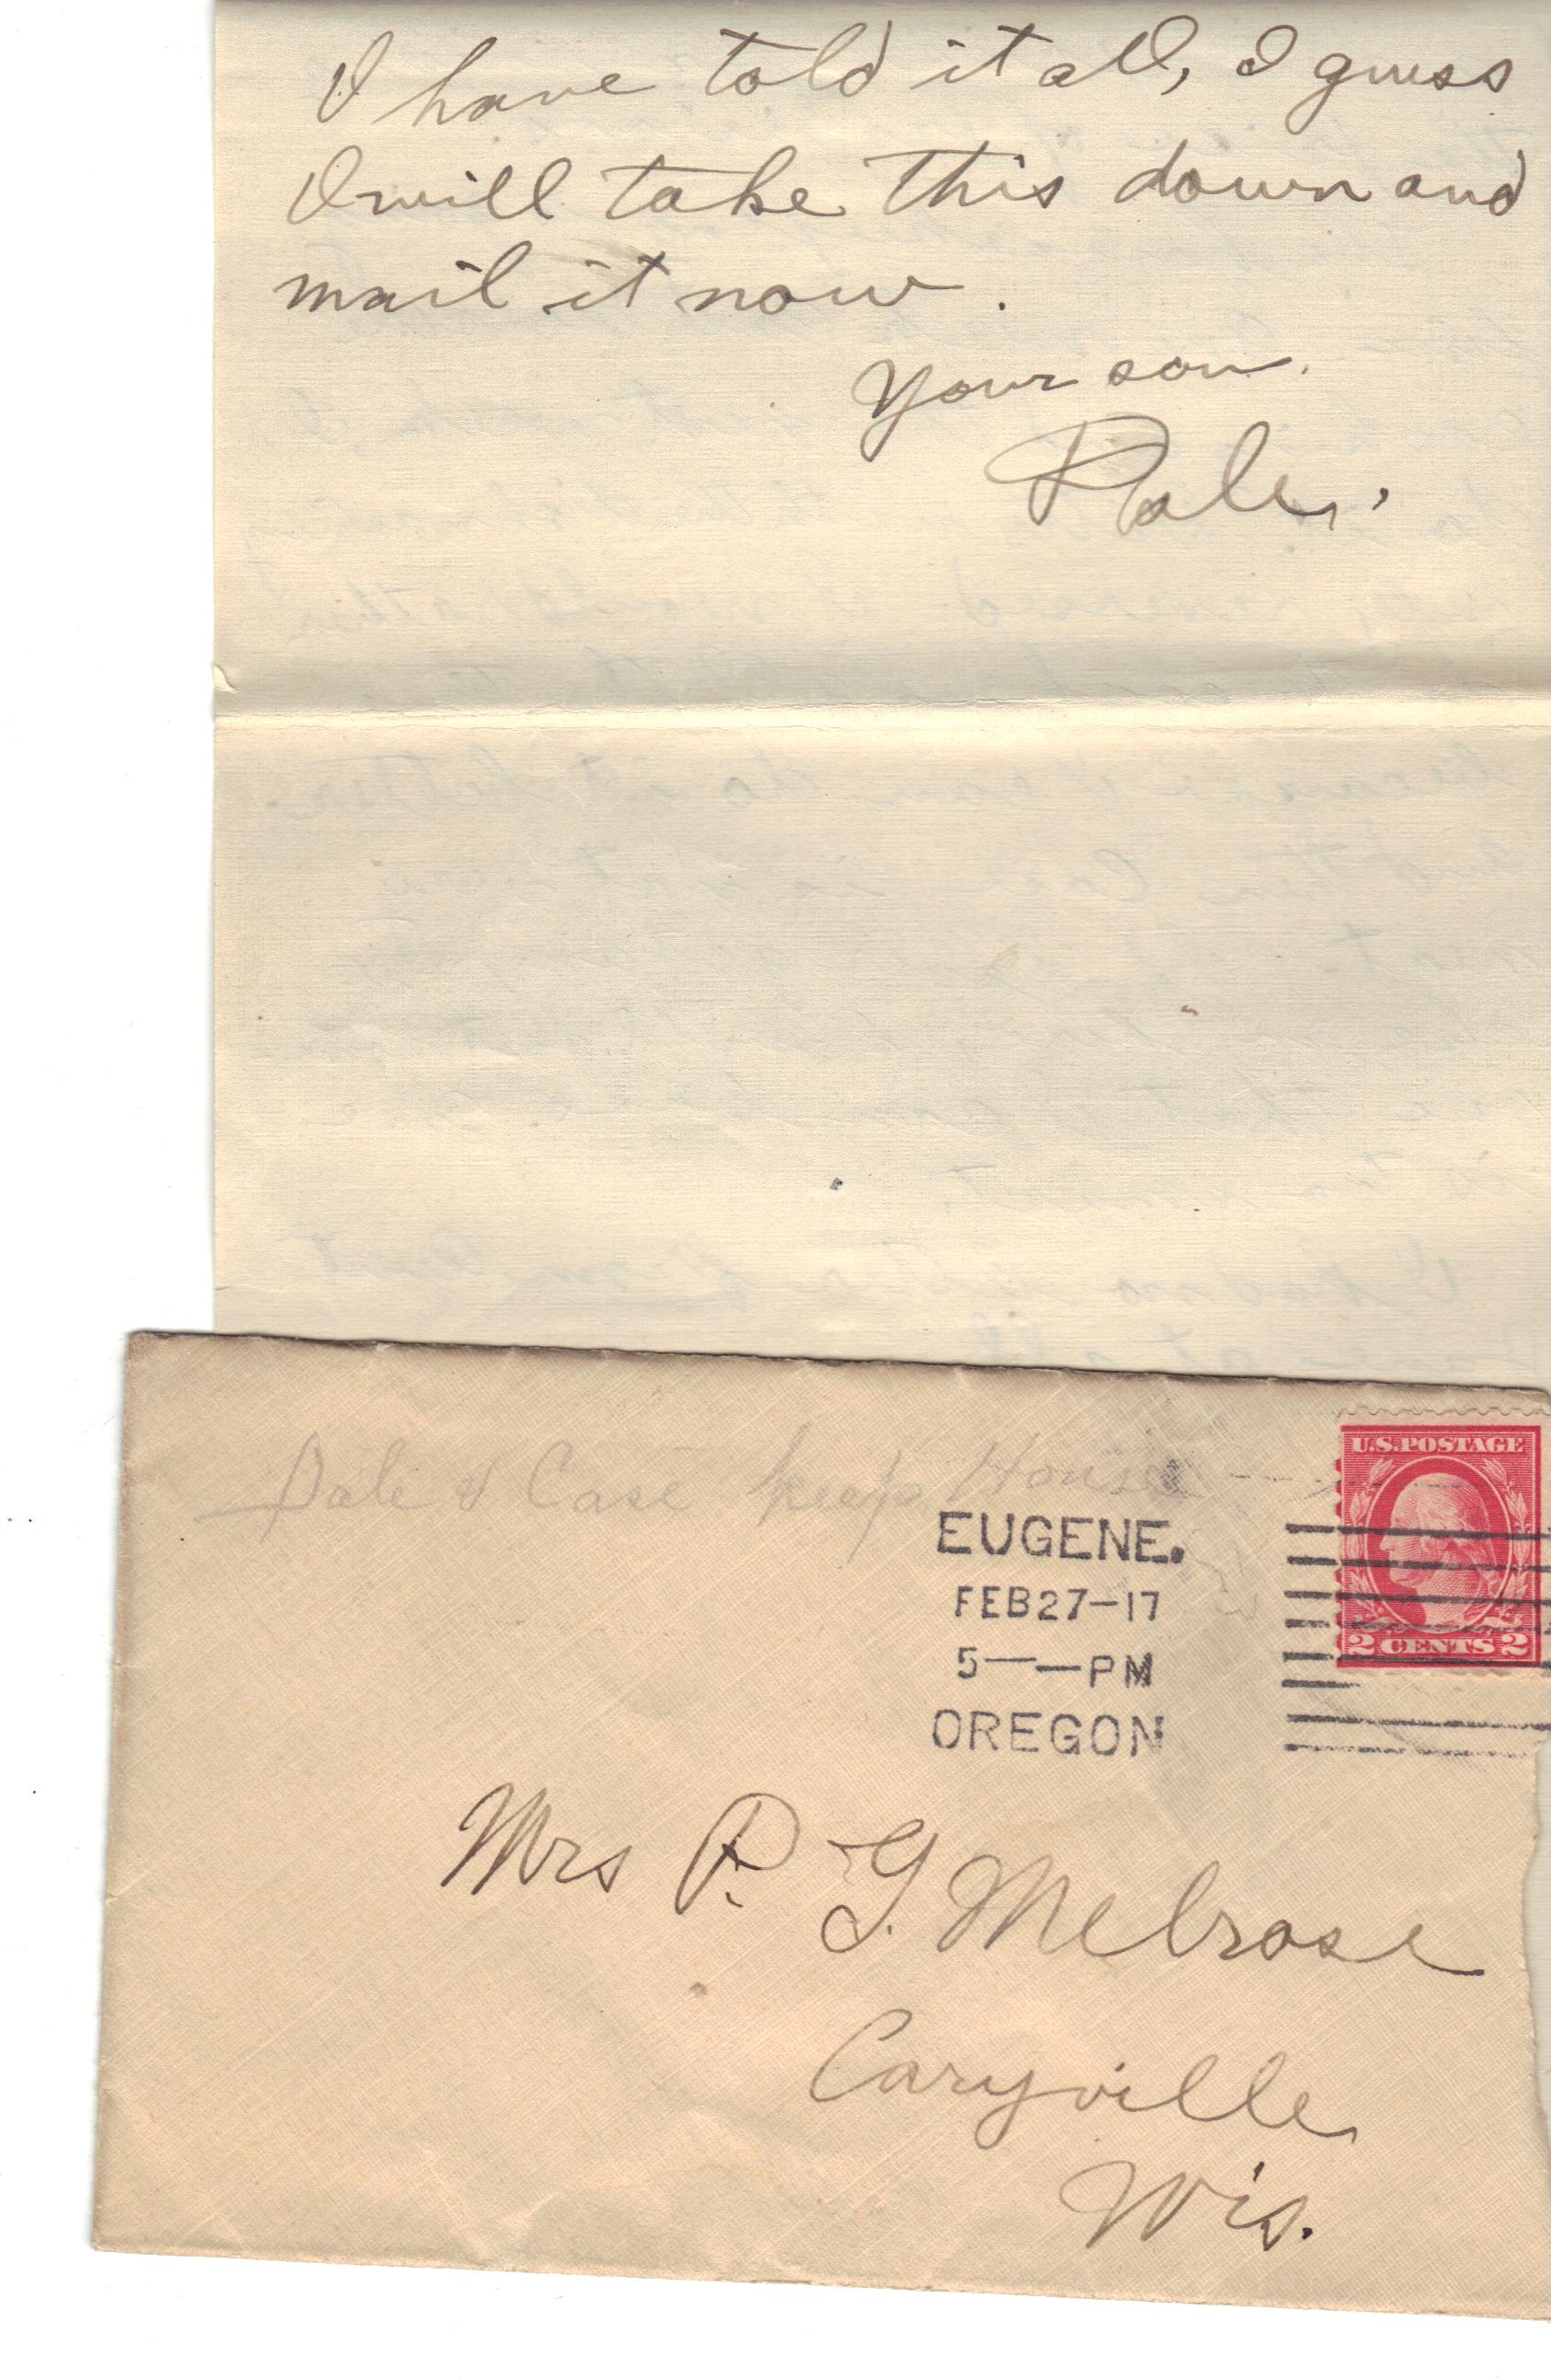 I have told it all, I guess
I will take this down and
mail it now.
Your son.
Dale.
Dale & Case keep House
U.S. POSTAGE
2 CENTS 2
EUGENE.
FEB 27-17
5 — — PM
OREGON
Mrs P. G. Melrose
Caryville,
Wis.